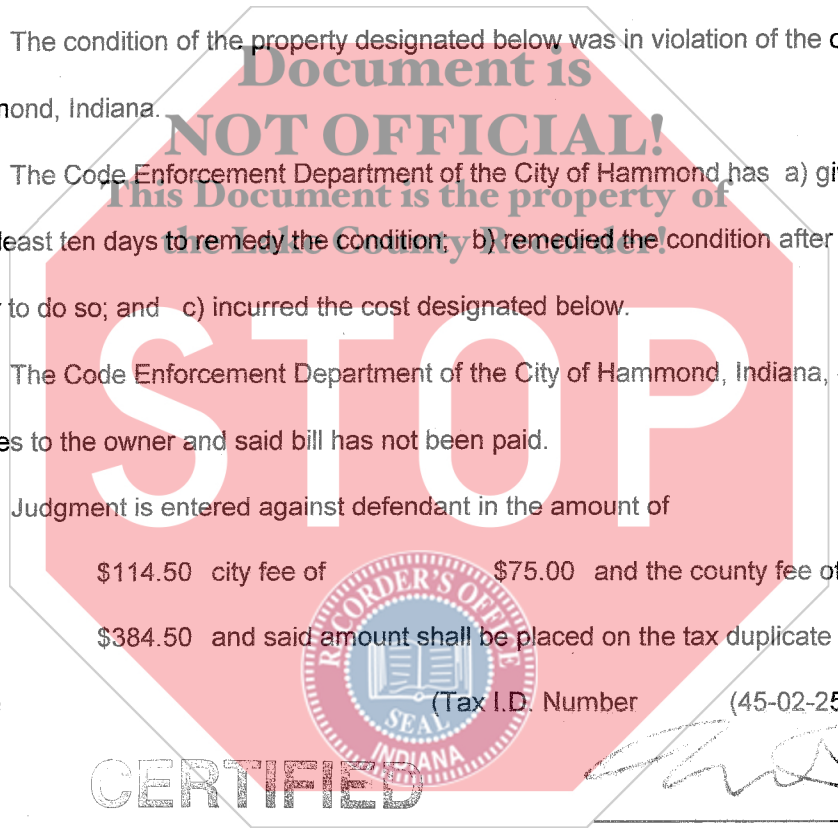 The condition of the property designated below was in violation of the
Document is
mond, Indiana.
NOT OFFICIAL!
The Code Enforcement Department of the City of Hammond has a) gi
This Document is the property of
least ten days to remedy the condition; b) remedied the condition after
the Lake County Recorder!
to do so; and c) incurred the cost designated below.
STOP
The Code Enforcement Department of the City of Hammond, Indiana,
es to the owner and said bill has not been paid.
Judgment is entered against defendant in the amount of
$114.50 city fee of $75.00 and the county fee of
$384.50 and said amount shall be placed on the tax duplicate
(Tax I.D. Number (45-02-25
RECORDER'S OFFICE
SEAL
INDIANA
CERTIFIED